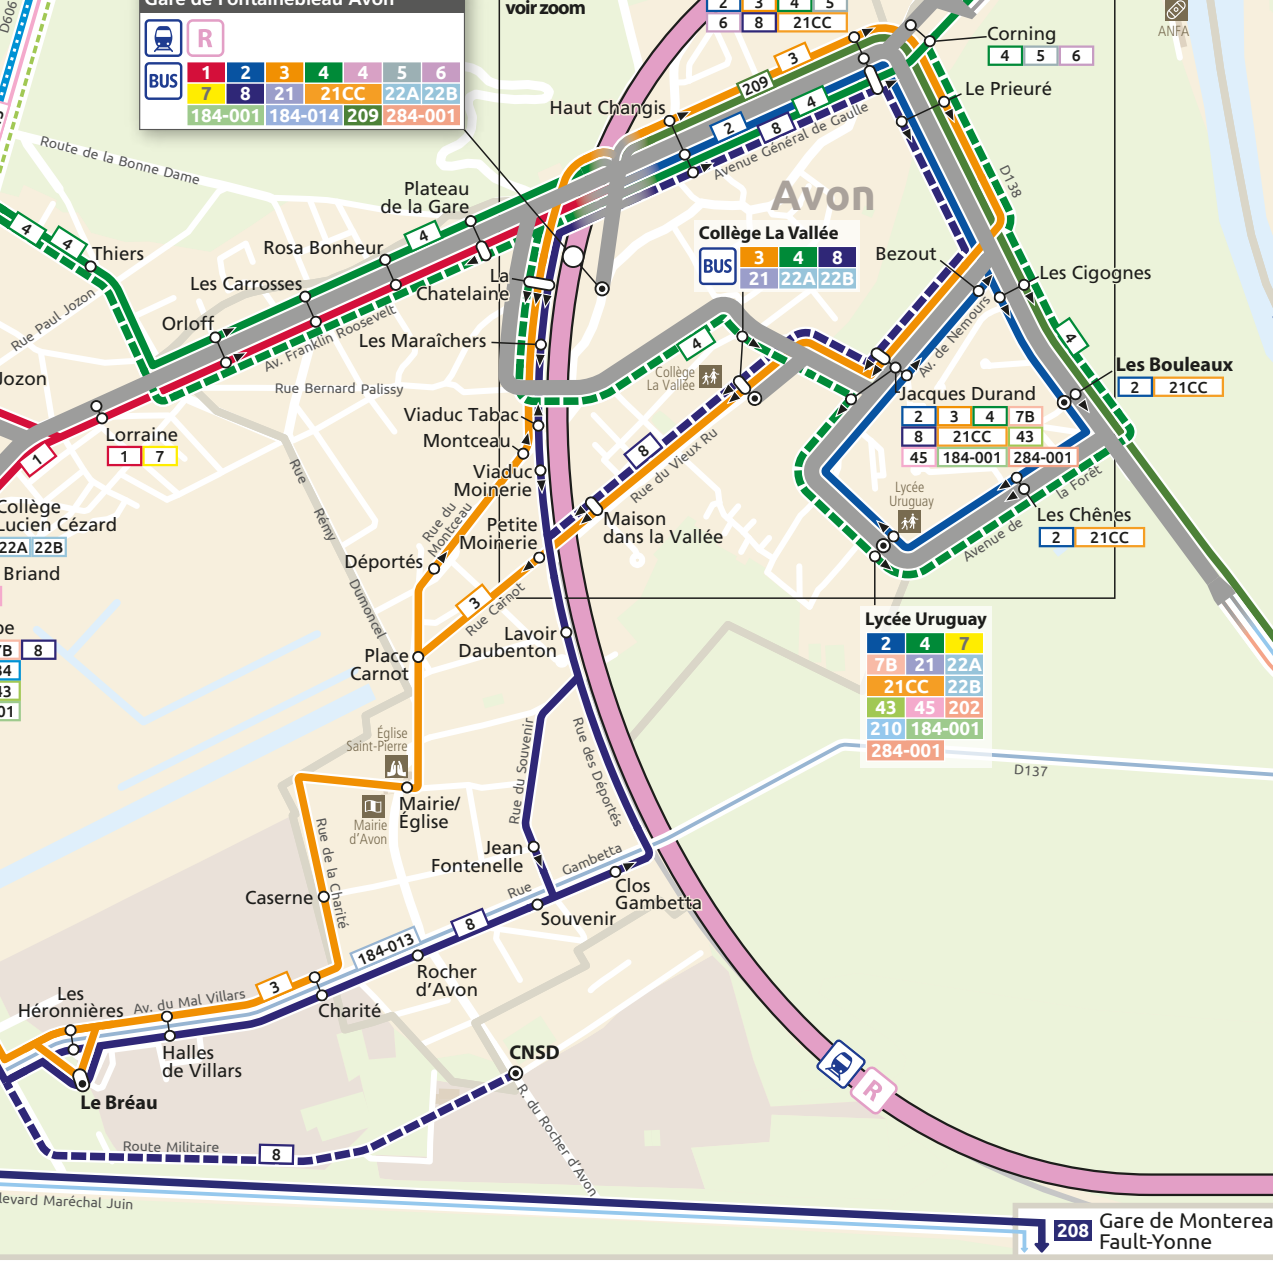 Gare de Fontainebleau Avon
R
BUS
1 2 3 4 4 5 6
7 8 21 21CC 22A 22B
184-001 184-014 209 284-001
voir zoom
2 3 4 5
6 8 21CC
D606
ANFA
Corning
4 5 6
Le Prieuré
Haut Changis
3
209
4
2
8
Avenue Général de Gaulle
D138
Route de la Bonne Dame
Avon
Plateau
de la Gare
4
Rosa Bonheur
Les Carrosses
Orloff
4
4
Thiers
Rue Paul Jozon
Jozon
Av. Franklin Roosevelt
Rue Bernard Palissy
La
Chatelaine
Les Maraîchers
Collège La Vallée
BUS
3 4 8
21 22A 22B
Bezout
Les Cigognes
Av. de Nemours
4
Les Bouleaux
2 21CC
4
Collège
La Vallée
Jacques Durand
2 3 4 7B
8 21CC 43
45 184-001 284-001
Viaduc Tabac
Montceau
Viaduc
Moinerie
Petite
Moinerie
8
Rue du Vieux Ru
Maison
dans la Vallée
Lycée
Uruguay
la Forêt
Avenue de
Les Chênes
2 21CC
Lorraine
1 7
1
Rue
Rémy
Dumoncel
Collège
Lucien Cézard
22A 22B
Briand
8
Rue du
Montceau
Déportés
3
Rue Carnot
Place
Carnot
Lavoir
Daubenton
Lycée Uruguay
2 4 7
7B 21 22A
21CC 22B
43 45 202
210 184-001
284-001
D137
Église
Saint-Pierre
Mairie/
Église
Mairie
d'Avon
Rue du Souvenir
Rue des Déportés
Jean
Fontenelle
Rue
Gambetta
Clos
Gambetta
Souvenir
Caserne
Rue de la Charité
184-013
8
Rocher
d'Avon
3
Charité
Les
Héronnières
Av. du Mal Villars
Halles
de Villars
Le Bréau
CNSD
R. du Rocher d'Avon
Route Militaire
8
R
levard Maréchal Juin
208
Gare de Monterea
Fault-Yonne